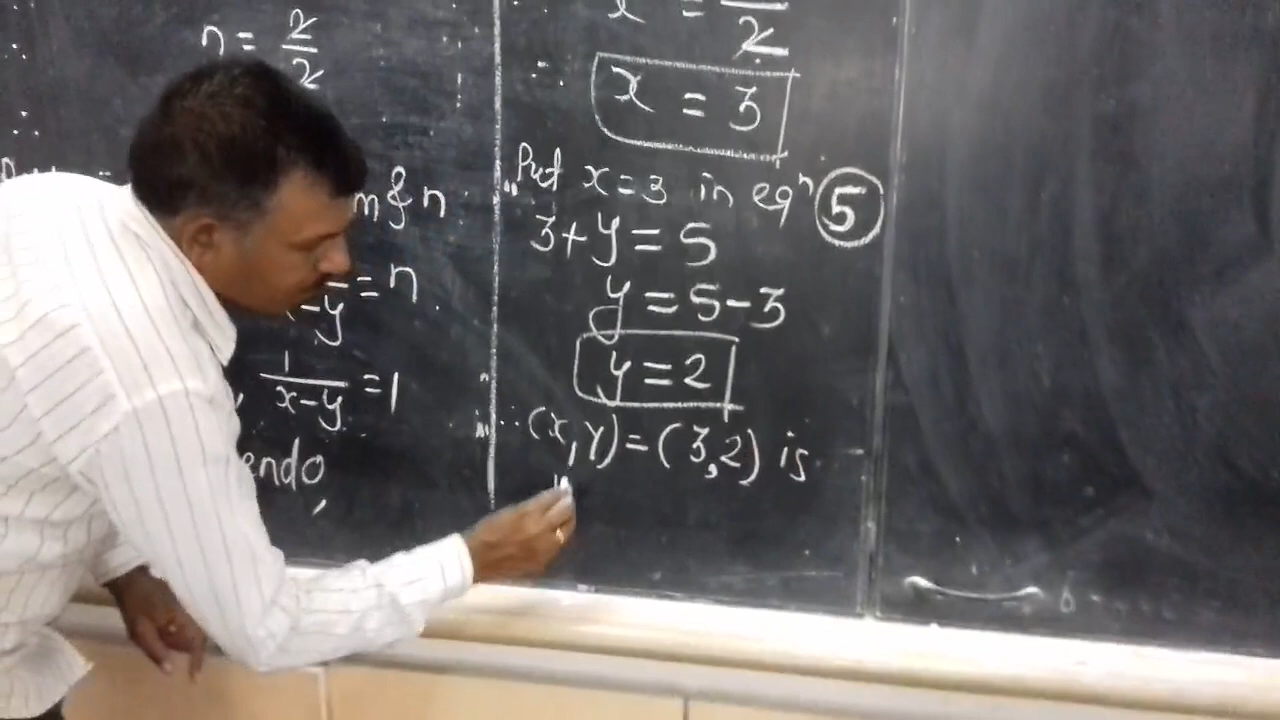 n = 2/2
m & n
-y = n
1/(x-y) = 1
endo
2
∴ x = 3
Put x = 3 in eqⁿ 5
3 + y = 5
y = 5 - 3
y = 2
∴ (x, y) = (3, 2) is